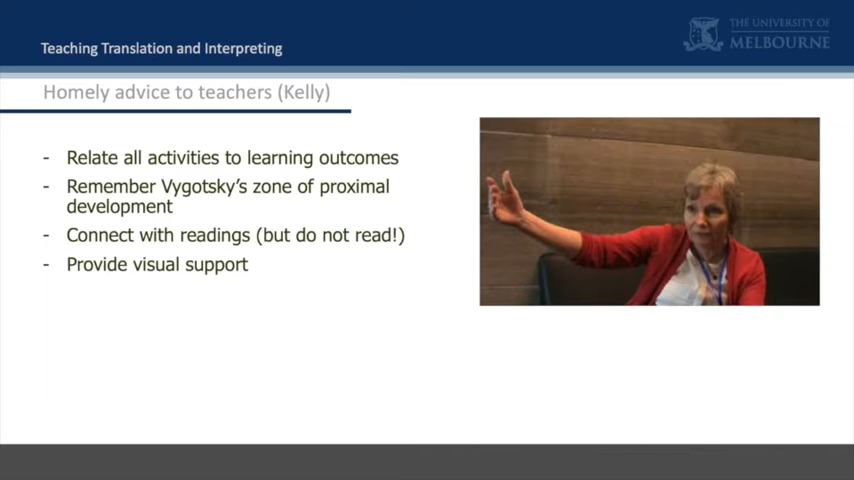 Teaching Translation and Interpreting
THE UNIVERSITY OF
MELBOURNE
Homely advice to teachers (Kelly)
- Relate all activities to learning outcomes
- Remember Vygotsky's zone of proximal
development
- Connect with readings (but do not read!)
- Provide visual support